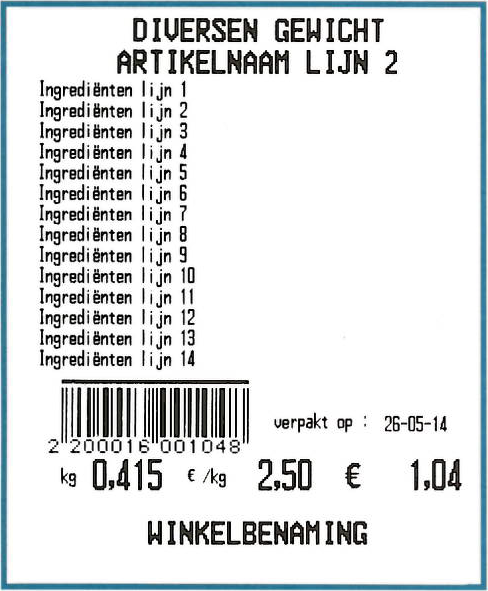 DIVERSEN GEWICHT
ARTIKELNAAM LIJN 2
Ingrediënten lijn 1
Ingrediënten lijn 2
Ingrediënten lijn 3
Ingrediënten lijn 4
Ingrediënten lijn 5
Ingrediënten lijn 6
Ingrediënten lijn 7
Ingrediënten lijn 8
Ingrediënten lijn 9
Ingrediënten lijn 10
Ingrediënten lijn 11
Ingrediënten lijn 12
Ingrediënten lijn 13
Ingrediënten lijn 14
verpakt op : 26-05-14
2 200016 001048
kg 0,415 €/kg 2,50 € 1,04
WINKELBENAMING